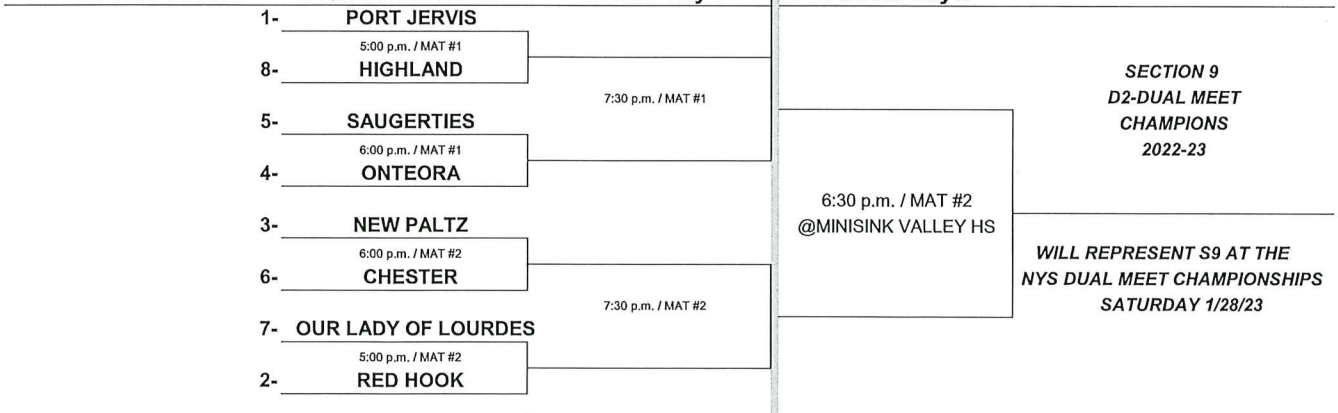 1- PORT JERVIS
5:00 p.m. / MAT #1
8- HIGHLAND
7:30 p.m. / MAT #1
5- SAUGERTIES
6:00 p.m. / MAT #1
4- ONTEORA
3- NEW PALTZ
6:00 p.m. / MAT #2
6- CHESTER
7:30 p.m. / MAT #2
7- OUR LADY OF LOURDES
5:00 p.m. / MAT #2
2- RED HOOK
6:30 p.m. / MAT #2
@MINISINK VALLEY HS
SECTION 9
D2-DUAL MEET
CHAMPIONS
2022-23
WILL REPRESENT S9 AT THE
NYS DUAL MEET CHAMPIONSHIPS
SATURDAY 1/28/23